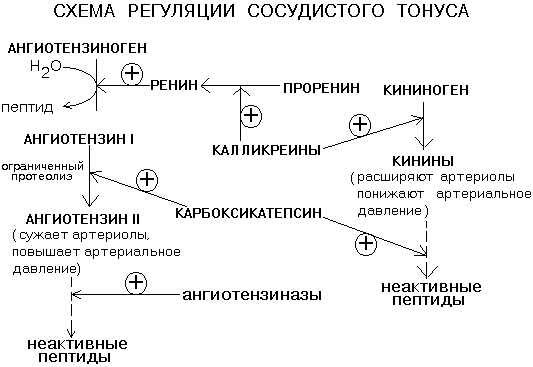 СХЕМА РЕГУЛЯЦИИ СОСУДИСТОГО ТОНУСА
АНГИОТЕНЗИНОГЕН
H2O
пептид
+
РЕНИН
ПРОРЕНИН
КИНИНОГЕН
+
+
АНГИОТЕНЗИН I
КАЛЛИКРЕИНЫ
ограниченный
протеолиз
+
КИНИНЫ
(расширяют артериолы
понижают артериальное
давление)
АНГИОТЕНЗИН II
(сужает артериолы,
повышает артериальное
давление)
КАРБОКСИКАТЕПСИН
+
+
ангиотензиназы
неактивные
пептиды
неактивные
пептиды